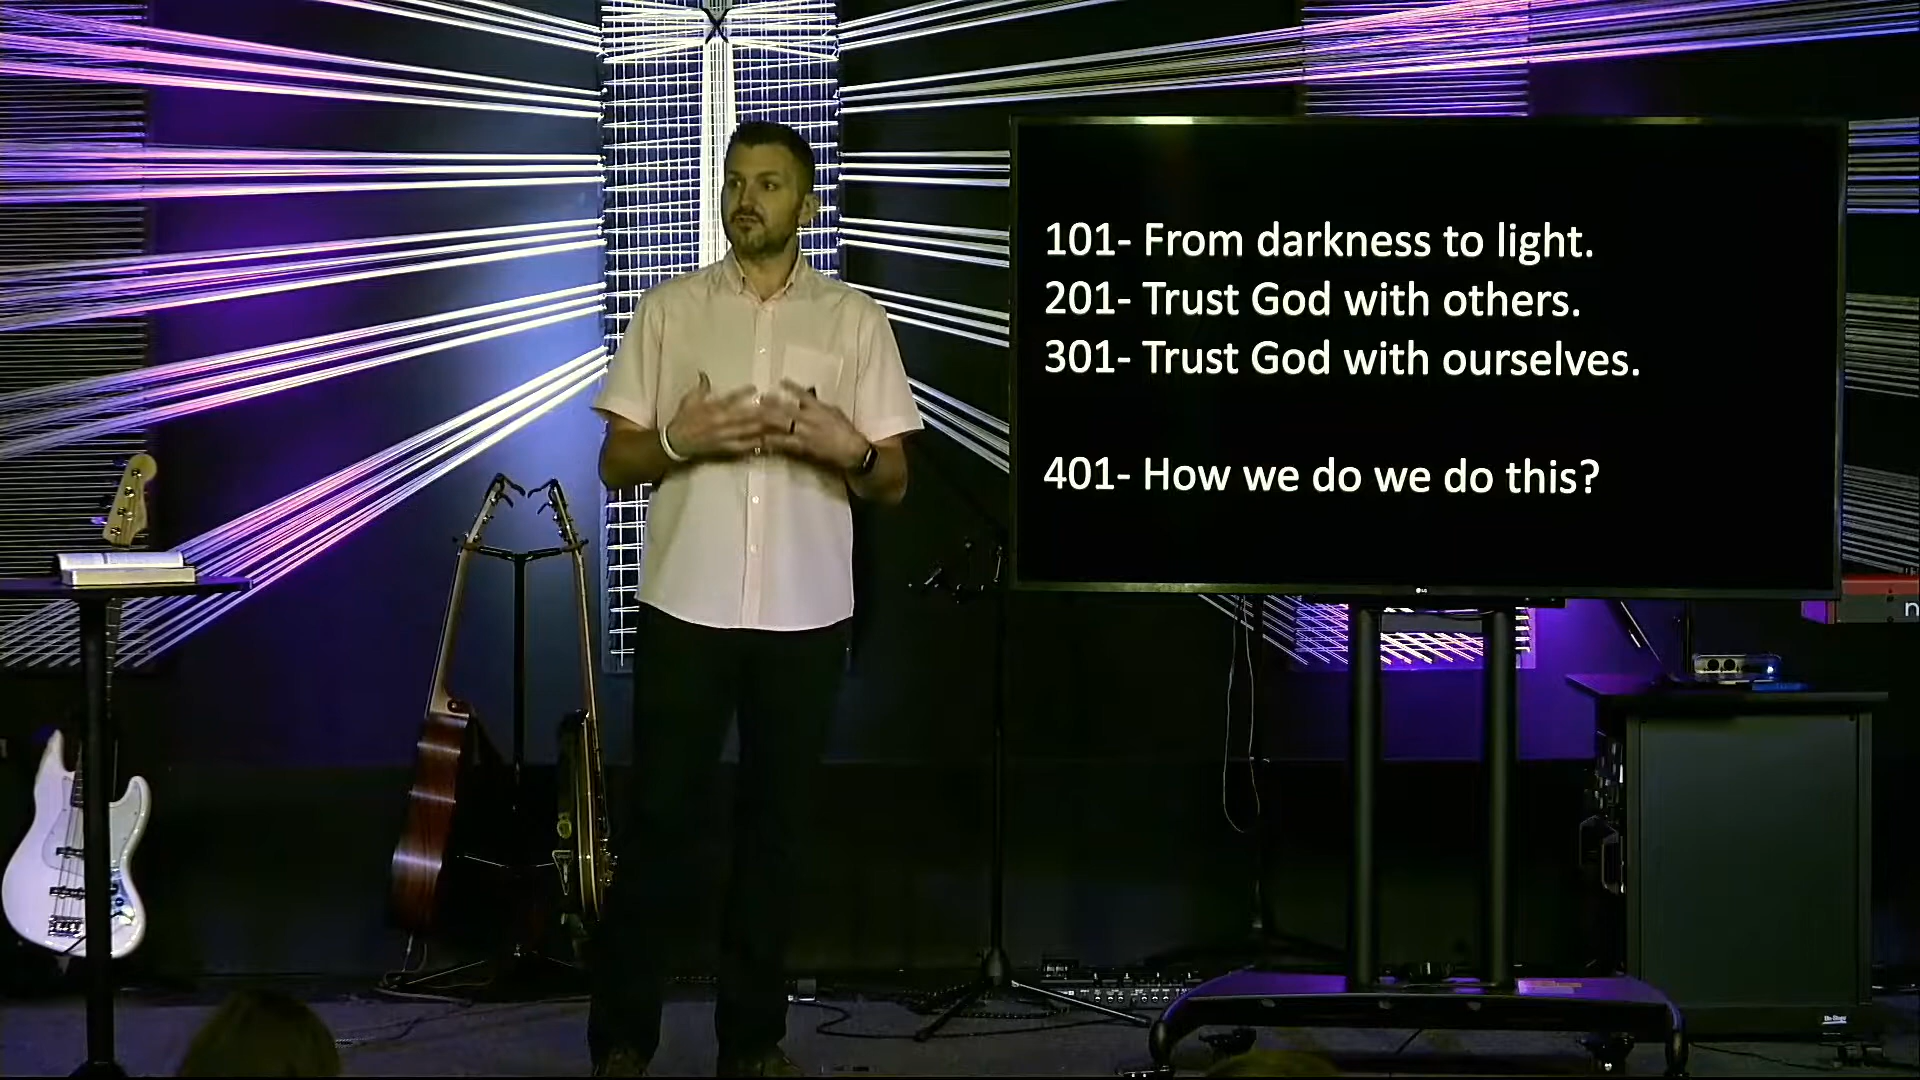 101- From darkness to light.
201- Trust God with others.
301- Trust God with ourselves.
401- How we do we do this?
LG
n